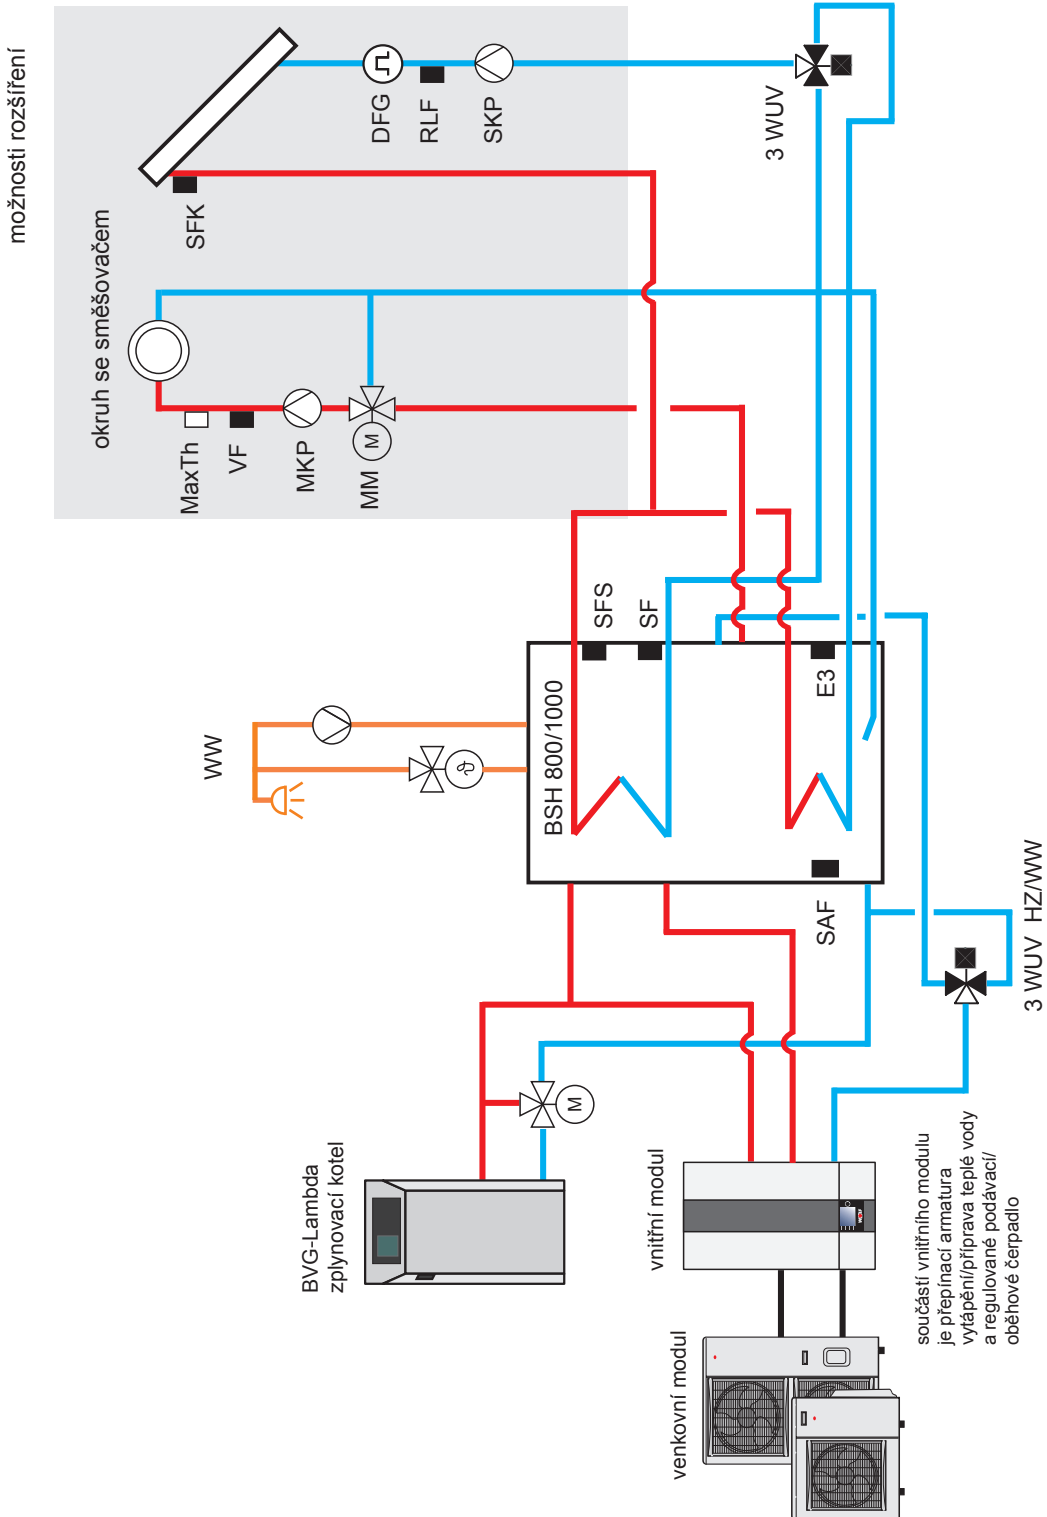 možnosti rozšíření
okruh se směšovačem
SFK
DFG
RLF
SKP
3 WUV
MaxTh
VF
MKP
MM
M
WW
ϑ
BSH 800/1000
SFS
SF
E3
SAF
3 WUV HZ/WW
M
BVG-Lambda
zplynovací kotel
vnitřní modul
venkovní modul
součástí vnitřního modulu
je přepínací armatura
vytápění/příprava teplé vody
a regulované podávací/
oběhové čerpadlo